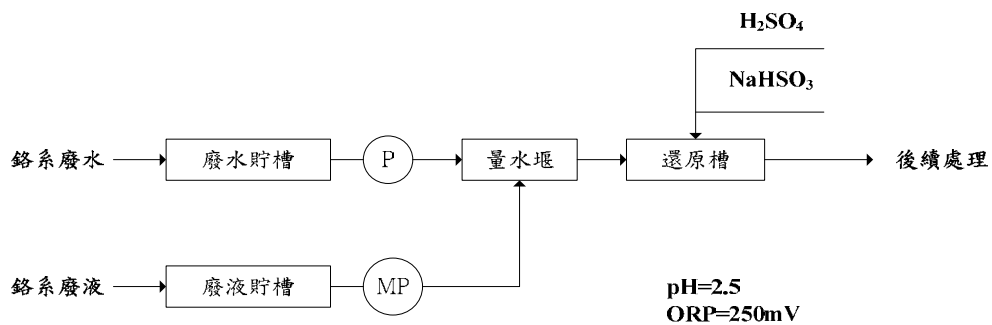 H₂SO₄
NaHSO₃
鉻系廢水
廢水貯槽
P
量水堰
還原槽
後續處理
鉻系廢液
廢液貯槽
MP
pH=2.5
ORP=250mV